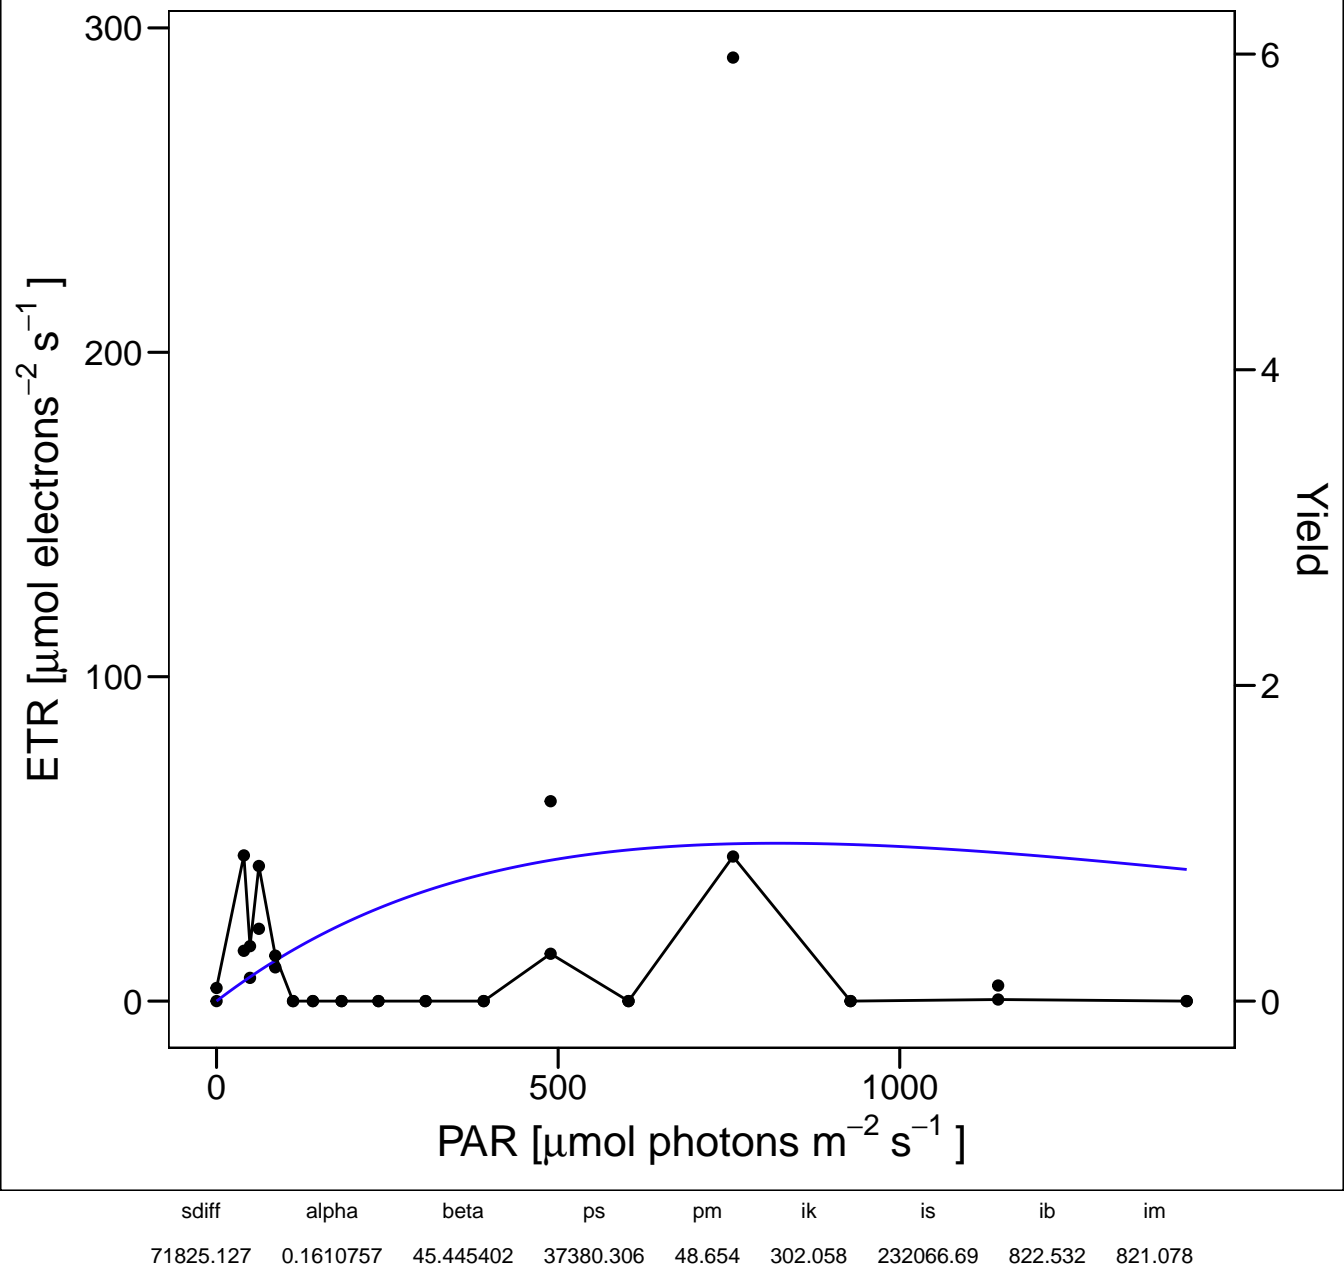 300
200
100
0
ETR [μmol electrons⁻² s⁻¹ ]
6
4
2
0
Yield
0 500 1000
PAR [μmol photons m⁻² s⁻¹ ]
sdiff alpha beta ps pm ik is ib im
71825.127 0.1610757 45.445402 37380.306 48.654 302.058 232066.69 822.532 821.078